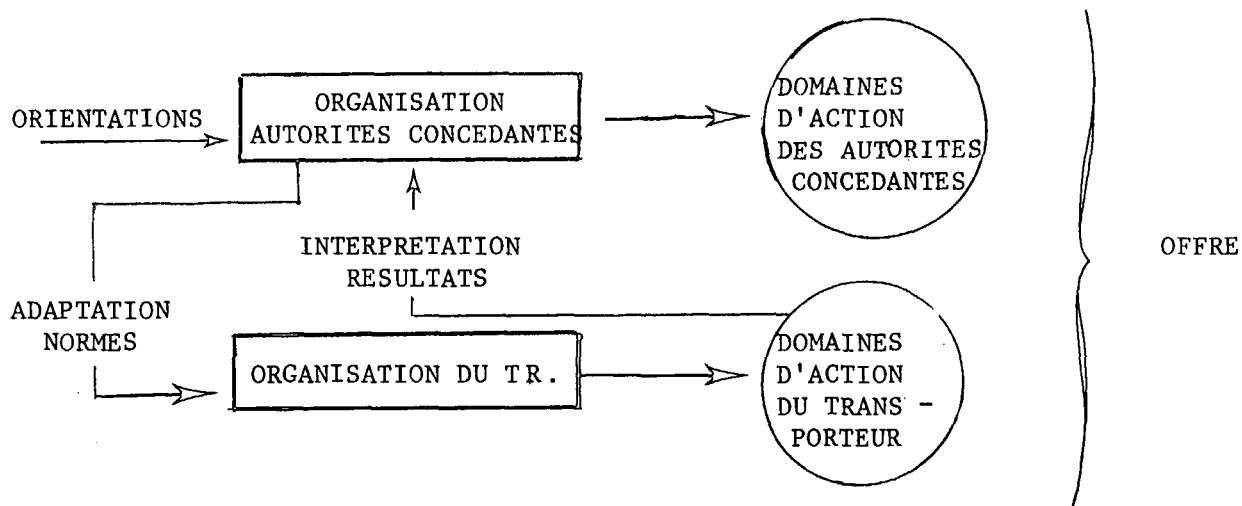 ORIENTATIONS
ORGANISATION
AUTORITES CONCEDANTES
DOMAINES
D'ACTION
DES AUTORITES
CONCEDANTES
INTERPRETATION
RESULTATS
OFFRE
ADAPTATION
NORMES
ORGANISATION DU TR.
DOMAINES
D'ACTION
DU TRANS -
PORTEUR